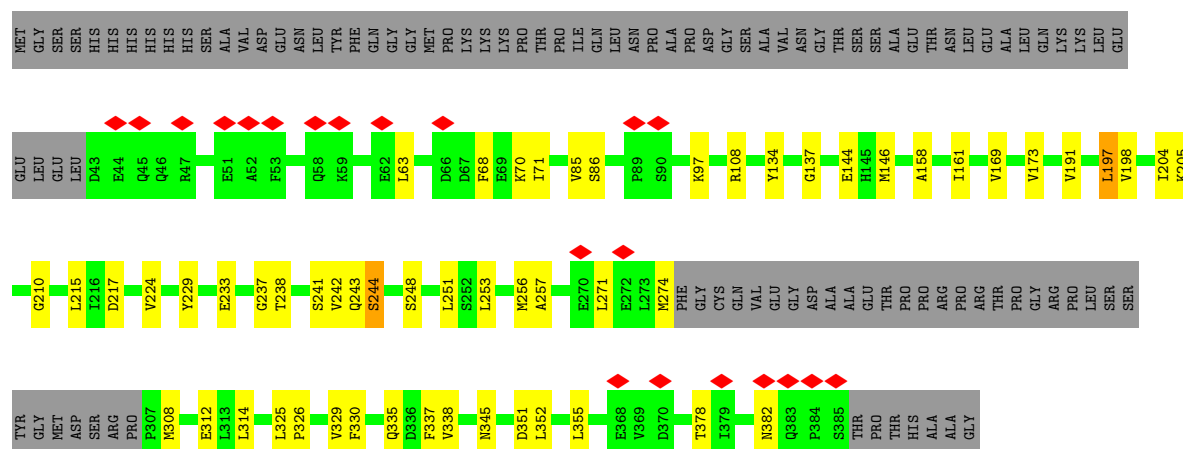 MET GLY SER SER HIS HIS HIS HIS HIS HIS SER ALA VAL ASP GLU ASN LEU TYR PHE GLN GLY GLY MET PRO LYS LYS LYS PRO THR PRO ILE GLN LEU ASN PRO ALA PRO ASP GLY SER ALA VAL ASN GLY THR SER SER ALA GLU THR ASN LEU GLU ALA LEU GLN LYS LYS LEU GLU
GLU LEU GLU LEU D43 E44 Q45 Q46 R47 E51 A52 F53 Q58 K59 E62 L63 D66 D67 F68 E69 K70 I71 V85 S86 P89 S90 K97 R108 Y134 G137 E144 H145 M146 A158 I161 V169 V173 V191 L197 V198 I204 K205
G210 L215 I216 D217 V224 Y229 E233 G237 T238 S241 V242 Q243 S244 S248 L251 S252 L253 M256 A257 E270 L271 E272 L273 M274 PHE GLY CYS GLN VAL GLU GLY ASP ALA ALA GLU THR PRO PRO ARG PRO ARG THR PRO GLY ARG PRO LEU SER SER
TYR GLY MET ASP SER ARG PRO P307 M308 E312 L313 L314 L325 P326 V329 F330 Q335 D336 F337 V338 N345 D351 L352 L355 E368 V369 D370 T378 I379 N382 Q383 P384 S385 THR PRO THR HIS ALA ALA GLY